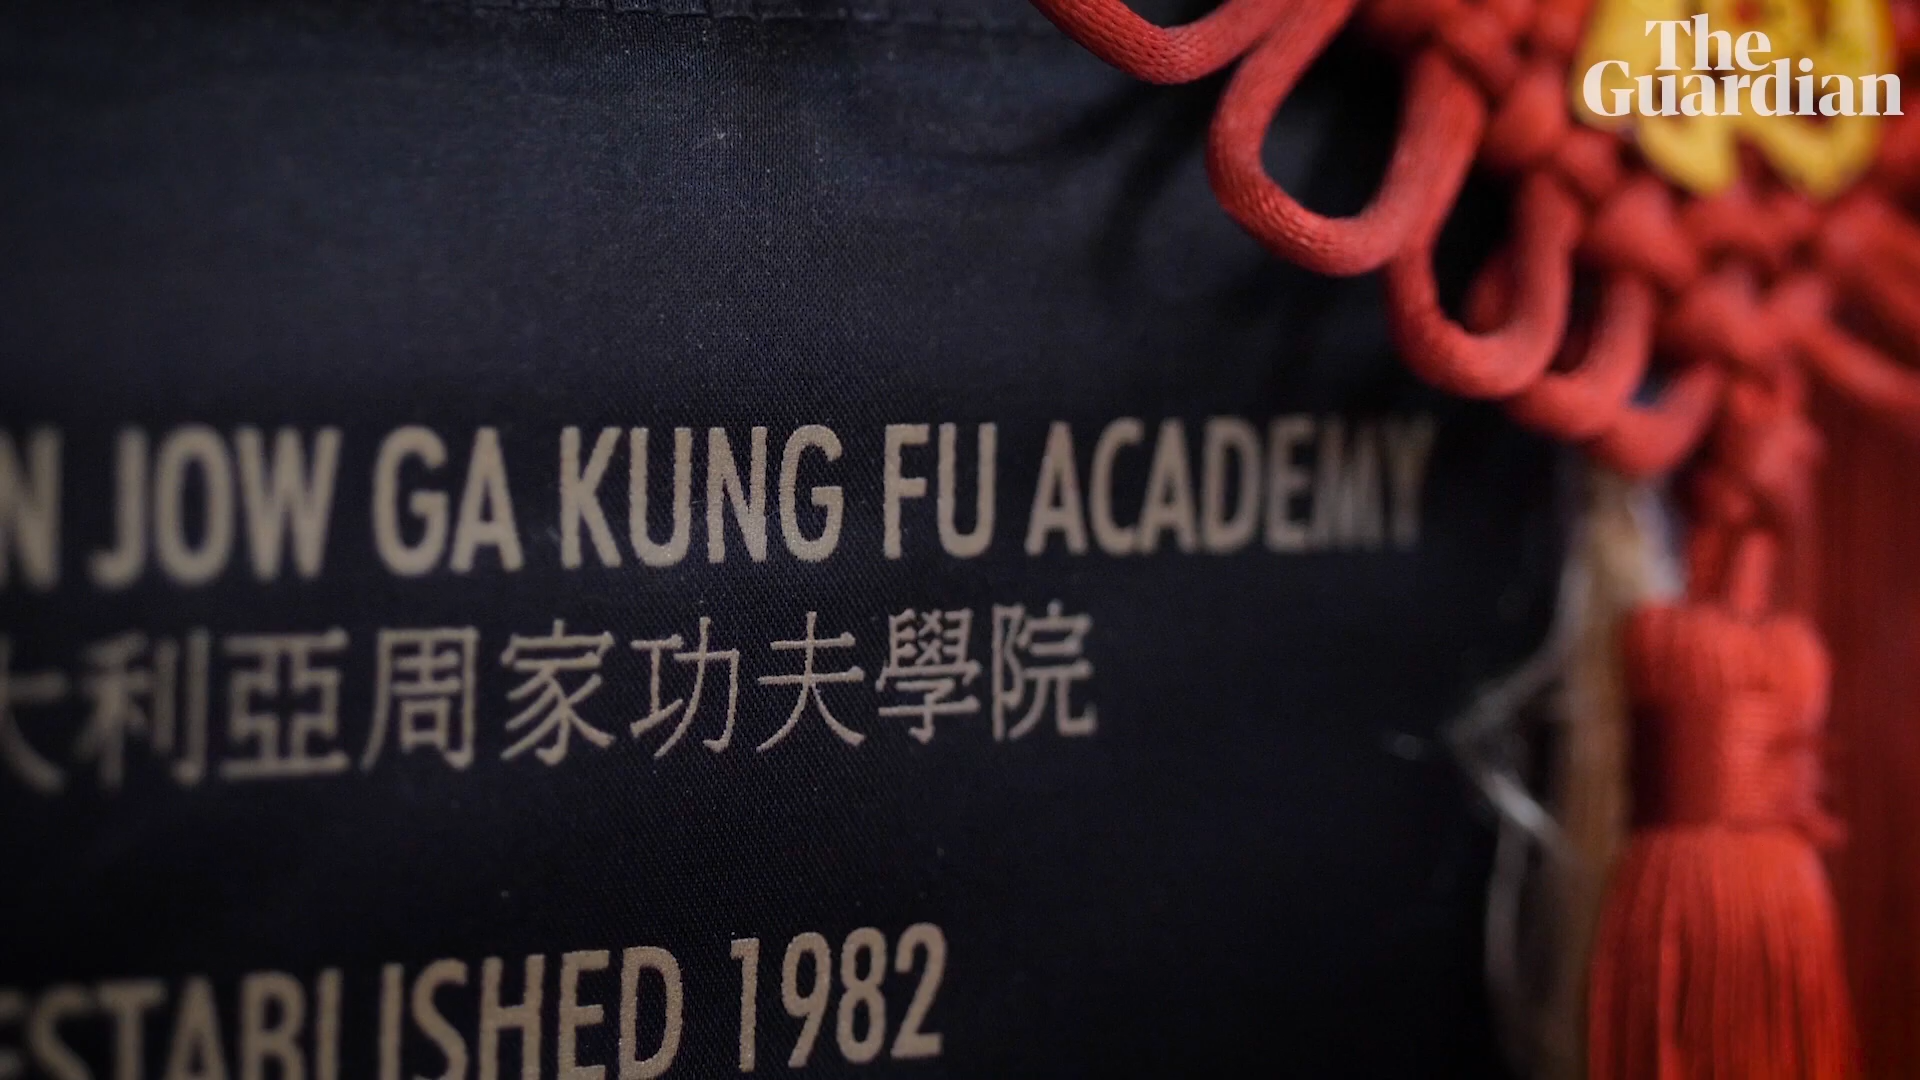 The
Guardian
N JOW GA KUNG FU ACADEMY
大利亞周家功夫學院
ESTABLISHED 1982